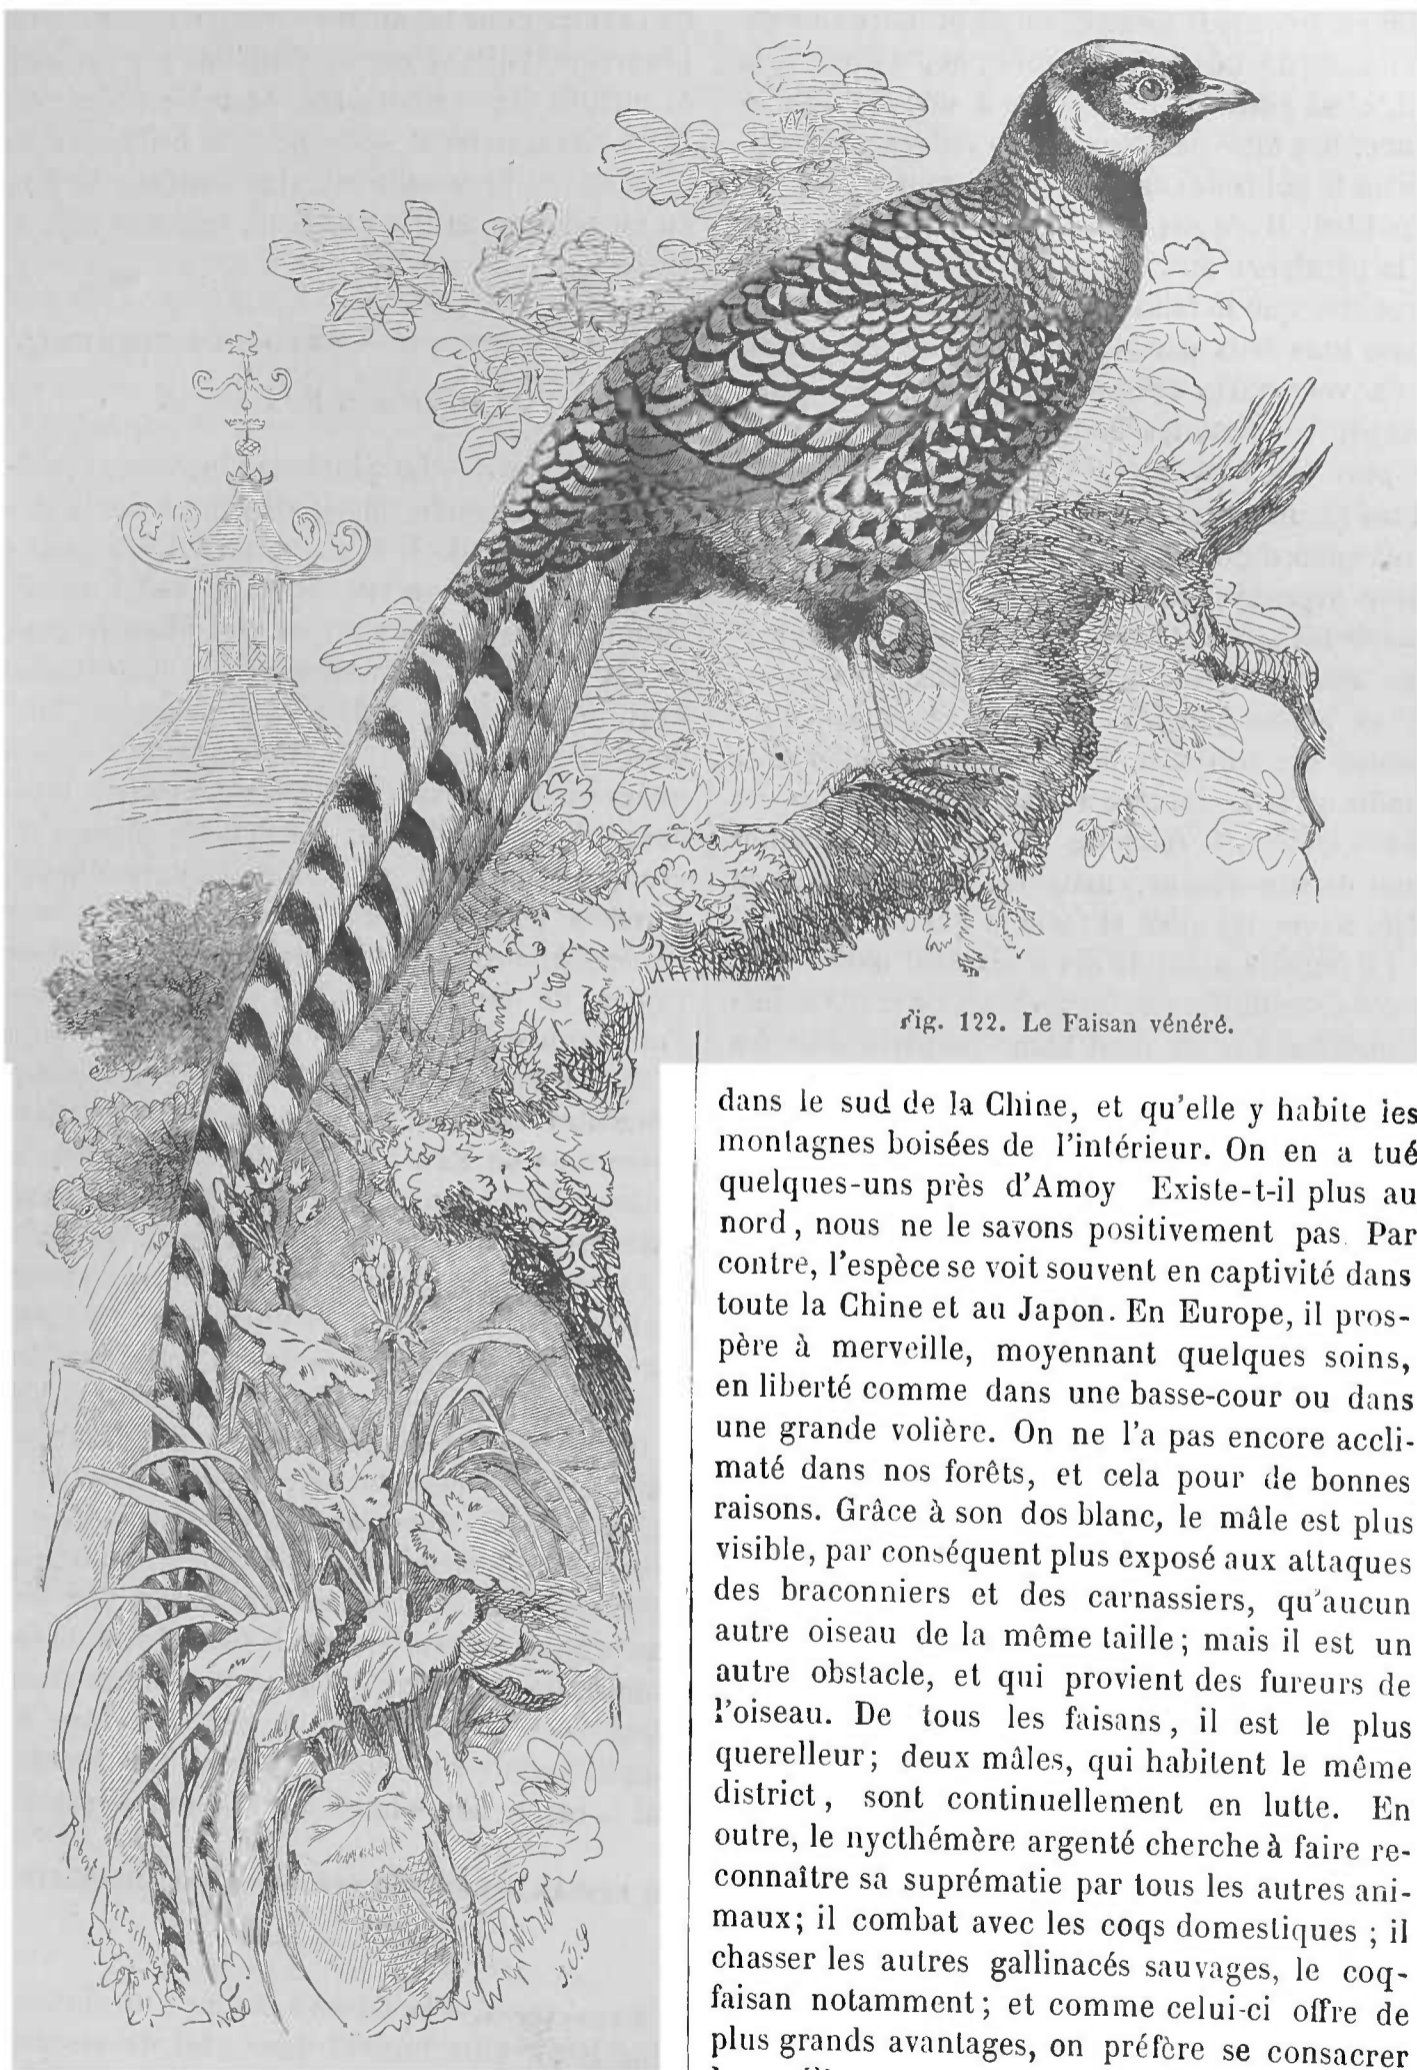 Fig. 122. Le Faisan vénéré.
dans le sud de la Chine, et qu'elle y habite les
montagnes boisées de l'intérieur. On en a tué
quelques-uns près d'Amoy Existe-t-il plus au
nord, nous ne le savons positivement pas. Par
contre, l'espèce se voit souvent en captivité dans
toute la Chine et au Japon. En Europe, il pros-
père à merveille, moyennant quelques soins,
en liberté comme dans une basse-cour ou dans
une grande volière. On ne l'a pas encore accli-
maté dans nos forêts, et cela pour de bonnes
raisons. Grâce à son dos blanc, le mâle est plus
visible, par conséquent plus exposé aux attaques
des braconniers et des carnassiers, qu'aucun
autre oiseau de la même taille; mais il est un
autre obstacle, et qui provient des fureurs de
l'oiseau. De tous les faisans, il est le plus
querelleur; deux mâles, qui habitent le même
district, sont continuellement en lutte. En
outre, le nycthémère argenté cherche à faire re-
connaître sa suprématie par tous les autres ani-
maux; il combat avec les coqs domestiques; il
chasser les autres gallinacés sauvages, le coq-
faisan notamment; et comme celui-ci offre de
plus grands avantages, on préfère se consacrer